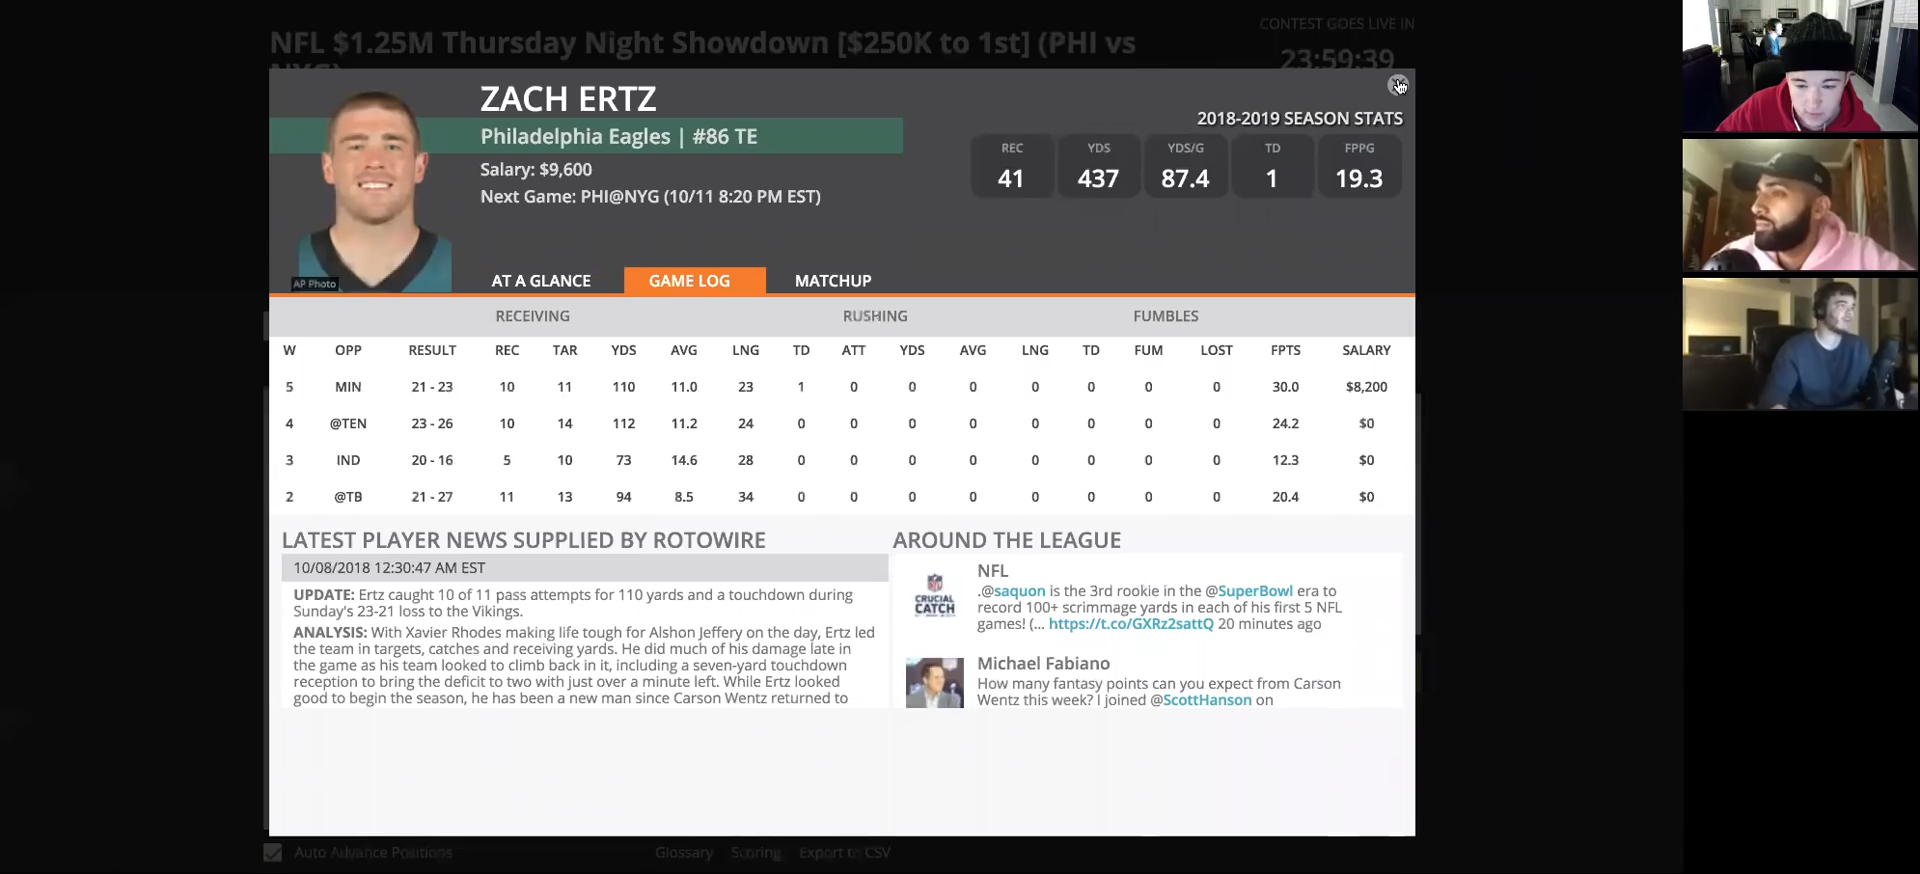 NFL $1.25M Thursday Night Showdown [$250K to 1st] (PHI vs
CONTEST GOES LIVE IN
23:59:39
ZACH ERTZ
Philadelphia Eagles | #86 TE
Salary: $9,600
Next Game: PHI@NYG (10/11 8:20 PM EST)
2018-2019 SEASON STATS
REC YDS YDS/G TD FPPG
41 437 87.4 1 19.3
AP Photo
AT A GLANCE GAME LOG MATCHUP
RECEIVING RUSHING FUMBLES
W OPP RESULT REC TAR YDS AVG LNG TD ATT YDS AVG LNG TD FUM LOST FPTS SALARY
5 MIN 21 - 23 10 11 110 11.0 23 1 0 0 0 0 0 0 0 30.0 $8,200
4 @TEN 23 - 26 10 14 112 11.2 24 0 0 0 0 0 0 0 0 24.2 $0
3 IND 20 - 16 5 10 73 14.6 28 0 0 0 0 0 0 0 0 12.3 $0
2 @TB 21 - 27 11 13 94 8.5 34 0 0 0 0 0 0 0 0 20.4 $0
LATEST PLAYER NEWS SUPPLIED BY ROTOWIRE
10/08/2018 12:30:47 AM EST
UPDATE: Ertz caught 10 of 11 pass attempts for 110 yards and a touchdown during
Sunday's 23-21 loss to the Vikings.
ANALYSIS: With Xavier Rhodes making life tough for Alshon Jeffery on the day, Ertz led
the team in targets, catches and receiving yards. He did much of his damage late in
the game as his team looked to climb back in it, including a seven-yard touchdown
reception to bring the deficit to two with just over a minute left. While Ertz looked
good to begin the season, he has been a new man since Carson Wentz returned to
AROUND THE LEAGUE
CRUCIAL
CATCH
NFL
.@saquon is the 3rd rookie in the @SuperBowl era to
record 100+ scrimmage yards in each of his first 5 NFL
games! (... https://t.co/GXRz2sattQ 20 minutes ago
Michael Fabiano
How many fantasy points can you expect from Carson
Wentz this week? I joined @ScottHanson on
Auto Advance Positions
Glossary Scoring Export to CSV